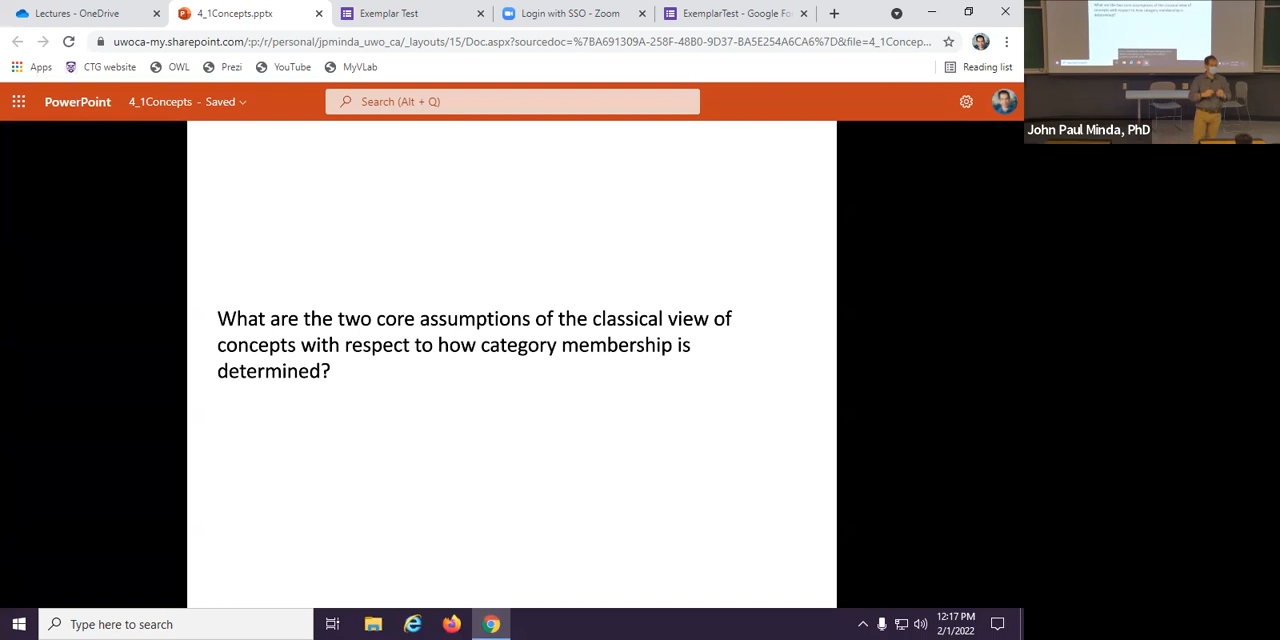 Lectures - OneDrive
4_1Concepts.pptx
Exemplar Test
Login with SSO - Zoom
ExemplarTest - Google Fo
uwoca-my.sharepoint.com/:p:/r/personal/jpminda_uwo_ca/_layouts/15/Doc.aspx?sourcedoc=%7BA691309A-258F-48B0-9D37-BA5E254A6CA6%7D&file=4_1Concep...
Apps
CTG website
OWL
Prezi
YouTube
MyVLab
Reading list
PowerPoint
4_1Concepts - Saved
Search (Alt + Q)
John Paul Minda, PhD
What are the two core assumptions of the classical view of
concepts with respect to how category membership is
determined?
Type here to search
12:17 PM
2/1/2022